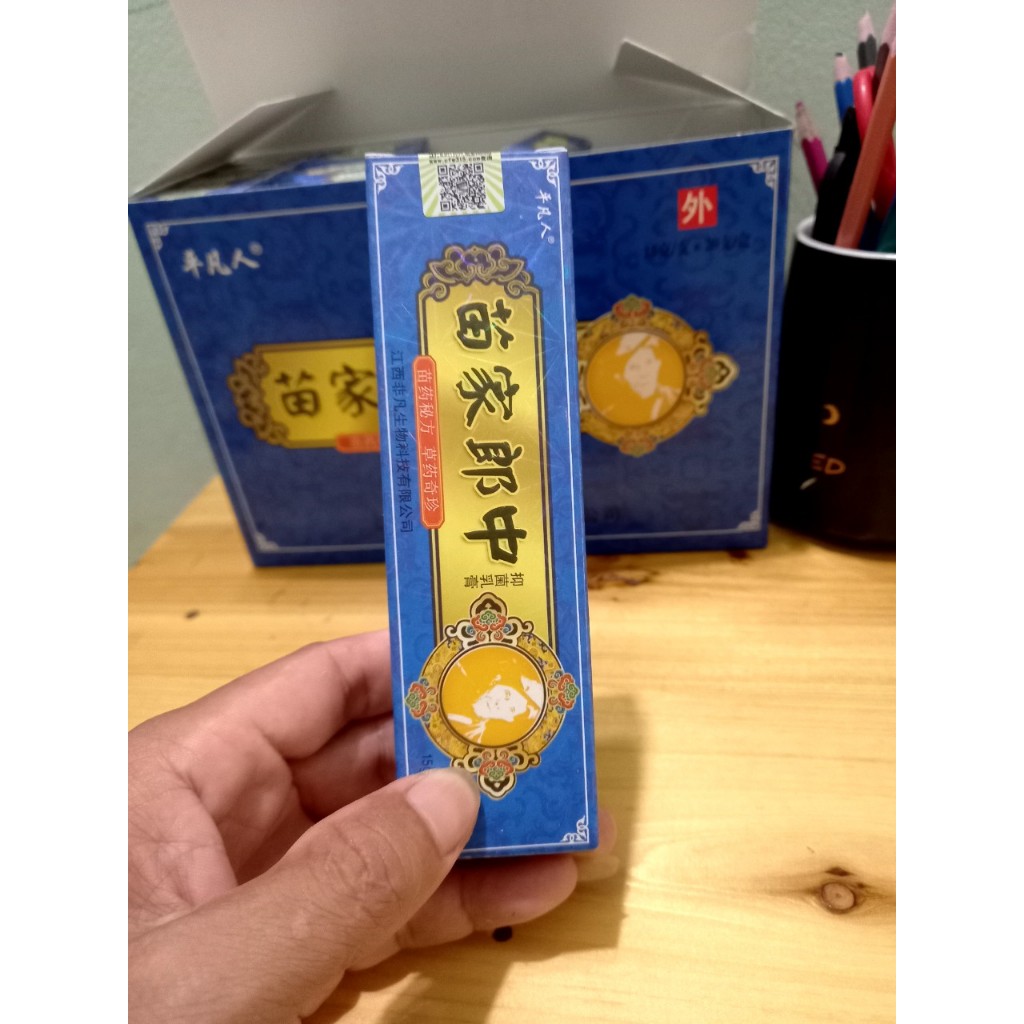 平凡人®
苗家郎中
抑菌乳膏
苗药秘方 草药奇珍
江西非凡生物科技有限公司
15
平凡人®
苗家
外